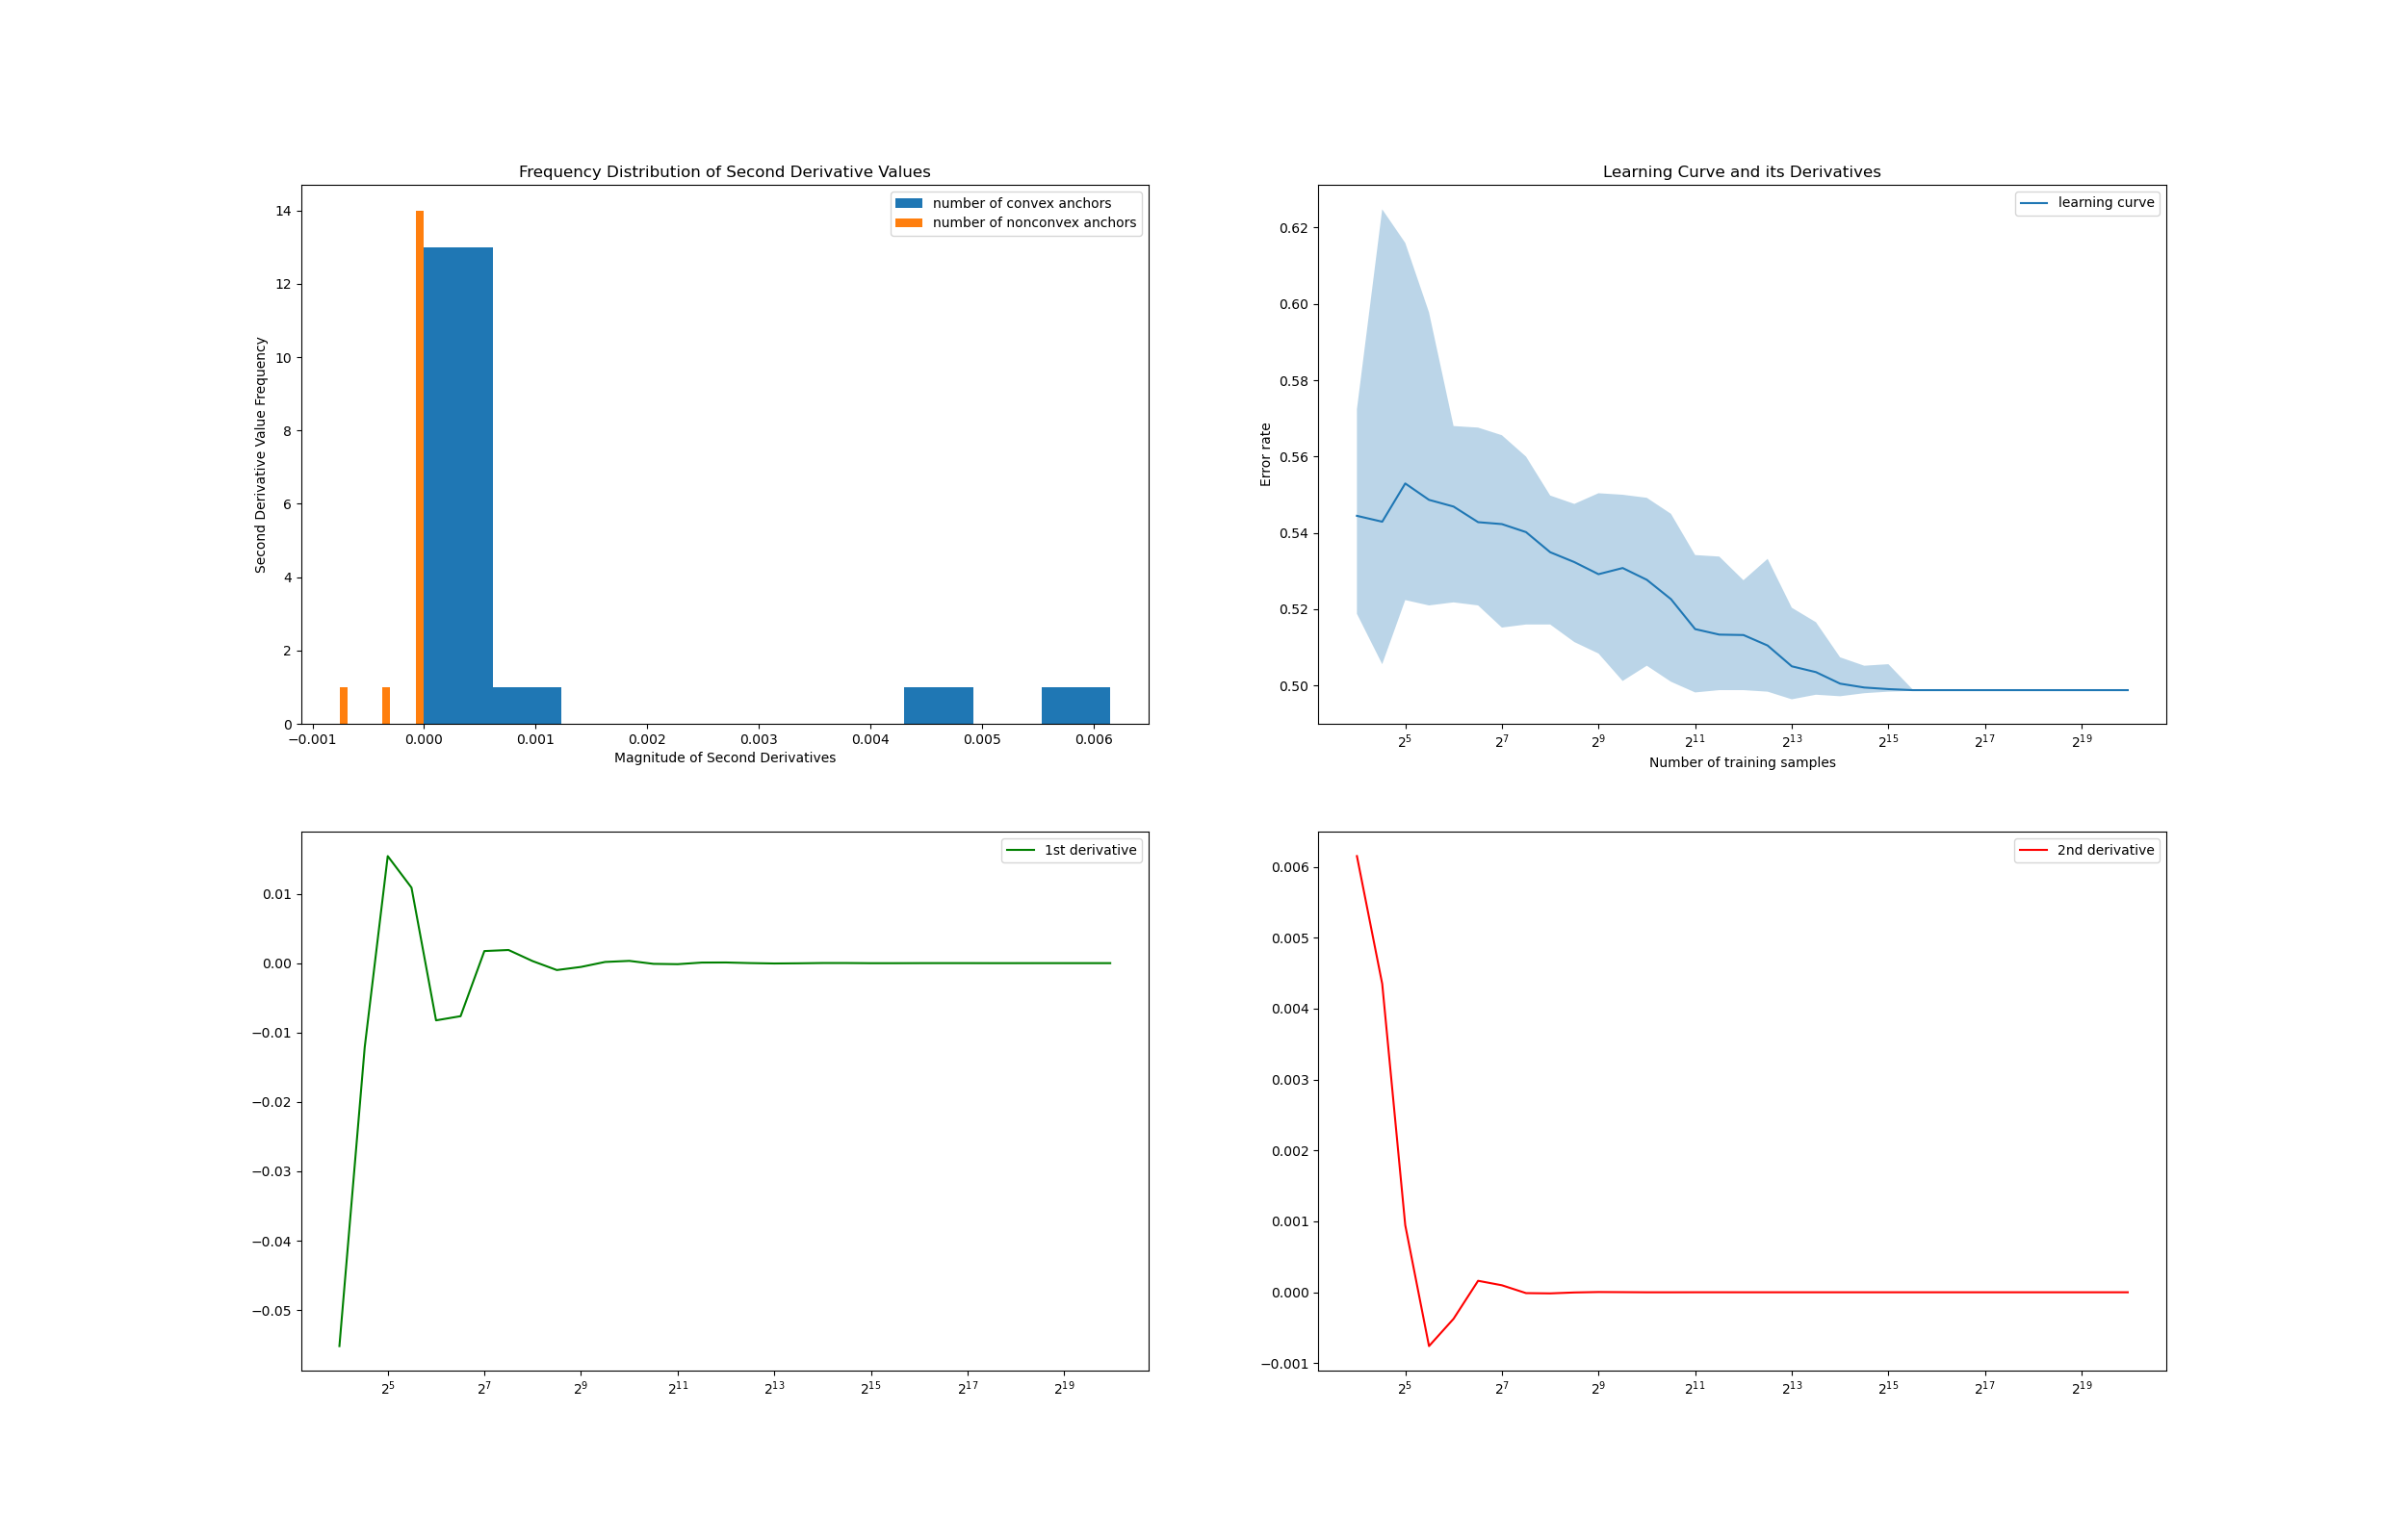 Frequency Distribution of Second Derivative Values
number of convex anchors
number of nonconvex anchors
14
12
10
8
6
4
2
0
Second Derivative Value Frequency
−0.001 0.000 0.001 0.002 0.003 0.004 0.005 0.006
Magnitude of Second Derivatives
Learning Curve and its Derivatives
learning curve
0.62
0.60
0.58
0.56
0.54
0.52
0.50
Error rate
2^5 2^7 2^9 2^11 2^13 2^15 2^17 2^19
Number of training samples
1st derivative
0.01
0.00
−0.01
−0.02
−0.03
−0.04
−0.05
2^5 2^7 2^9 2^11 2^13 2^15 2^17 2^19
2nd derivative
0.006
0.005
0.004
0.003
0.002
0.001
0.000
−0.001
2^5 2^7 2^9 2^11 2^13 2^15 2^17 2^19